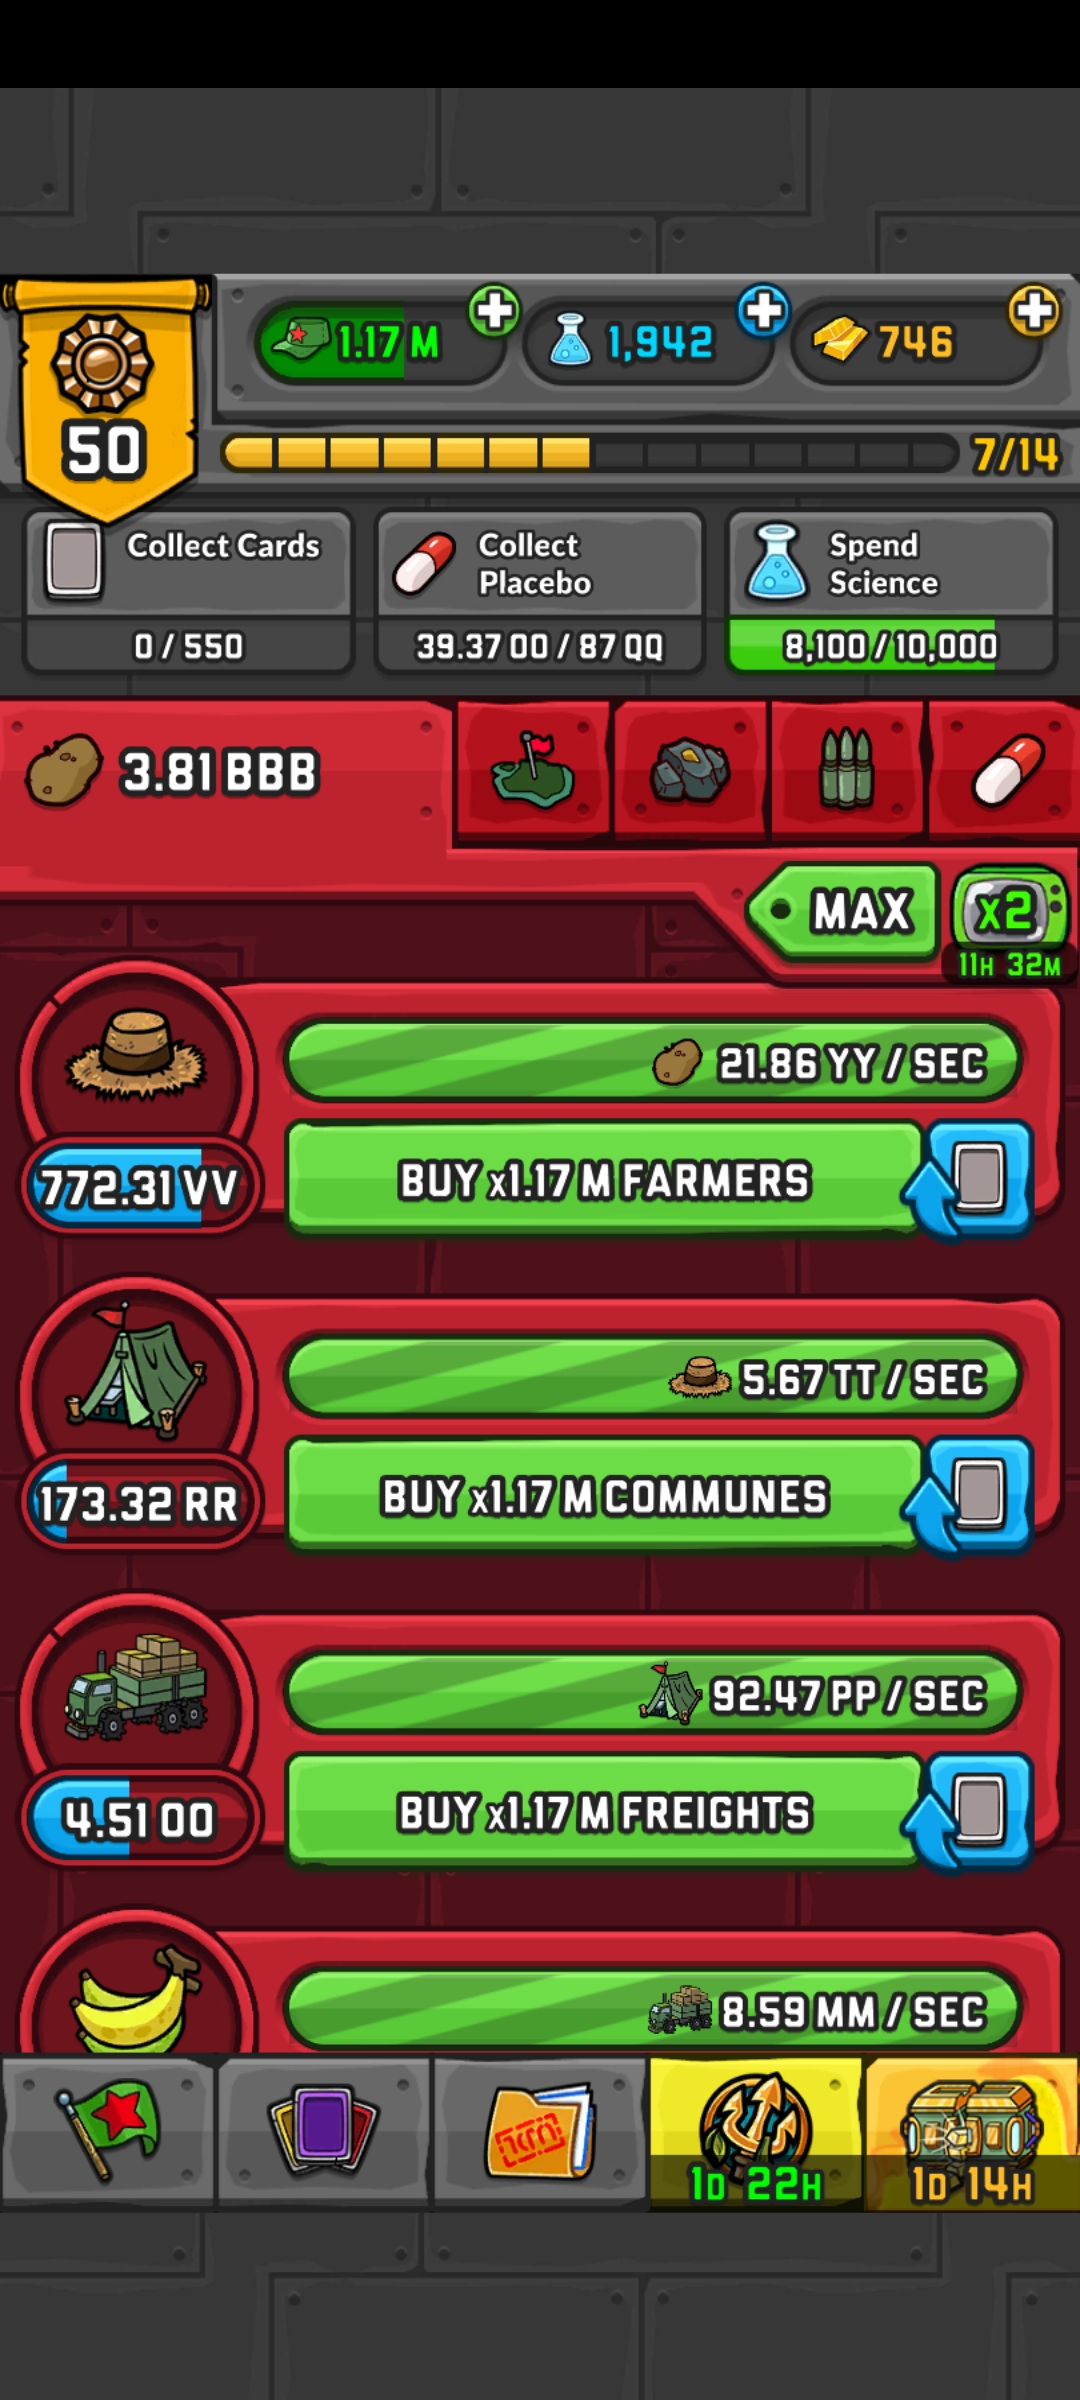 1.17 M
1,942
746
50
7/14
Collect Cards
0 / 550
Collect
Placebo
39.37 OO / 87 QQ
Spend
Science
8,100 / 10,000
3.81 BBB
MAX
x2
11H 32M
21.86 YY / SEC
772.31 VV
BUY x1.17 M FARMERS
5.67 TT / SEC
173.32 RR
BUY x1.17 M COMMUNES
92.47 PP / SEC
4.51 OO
BUY x1.17 M FREIGHTS
8.59 MM / SEC
1D 22H
1D 14H